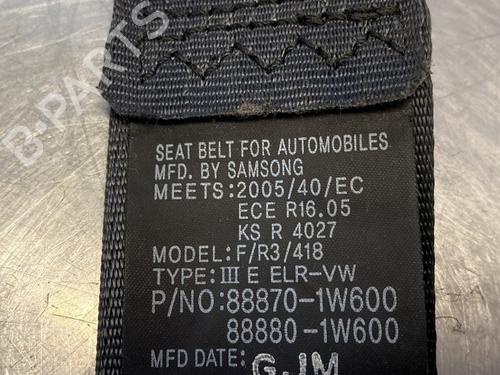 SEAT BELT FOR AUTOMOBILES
MFD. BY SAMSONG
MEETS:2005/40/EC
ECE R16.05
KS R 4027
MODEL:F/R3/418
TYPE:III E ELR-VW
P/NO:88870-1W600
88880-1W600
MFD DATE: G.JM
B-PARTS